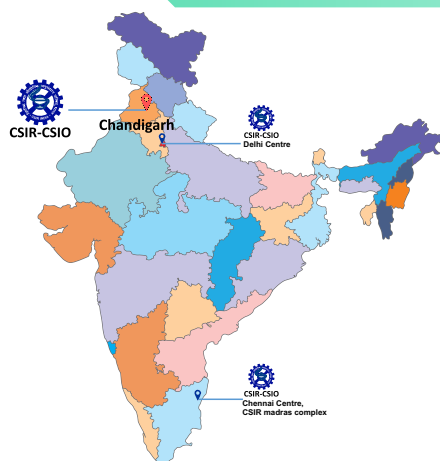 CSIR-CSIO
Chandigarh
CSIR-CSIO
Delhi Centre
CSIR-CSIO
Chennai Centre,
CSIR madras complex